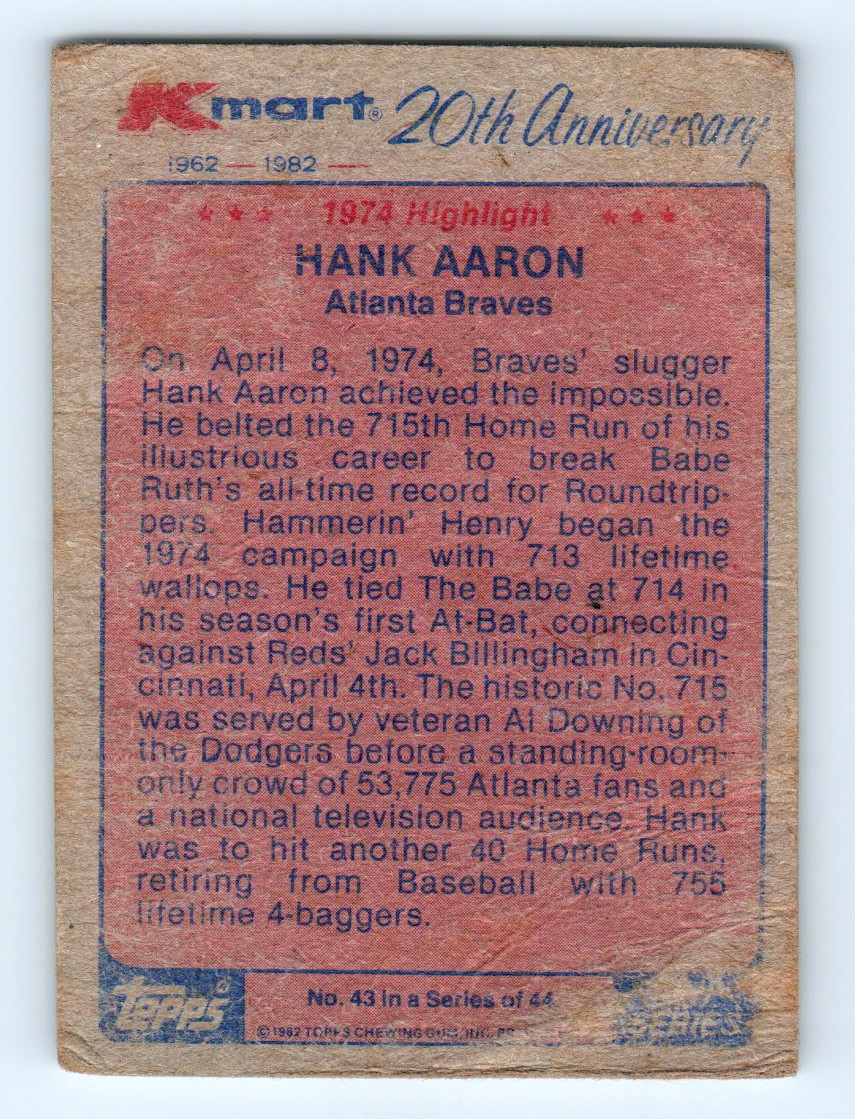 Kmart® 20th Anniversary
1962 — 1982 —
★ ★ ★ 1974 Highlight ★ ★ ★
HANK AARON
Atlanta Braves
On April 8, 1974, Braves' slugger
Hank Aaron achieved the impossible.
He belted the 715th Home Run of his
illustrious career to break Babe
Ruth's all-time record for Roundtrip-
pers. Hammerin' Henry began the
1974 campaign with 713 lifetime
wallops. He tied The Babe at 714 in
his season's first At-Bat, connecting
against Reds' Jack Billingham in Cin-
cinnati, April 4th. The historic No. 715
was served by veteran Al Downing of
the Dodgers before a standing-room-
only crowd of 53,775 Atlanta fans and
a national television audience. Hank
was to hit another 40 Home Runs,
retiring from Baseball with 755
lifetime 4-baggers.
TOPPS®
No. 43 in a Series of 44
©1982 TOPPS CHEWING GUM, INC.
SERIES